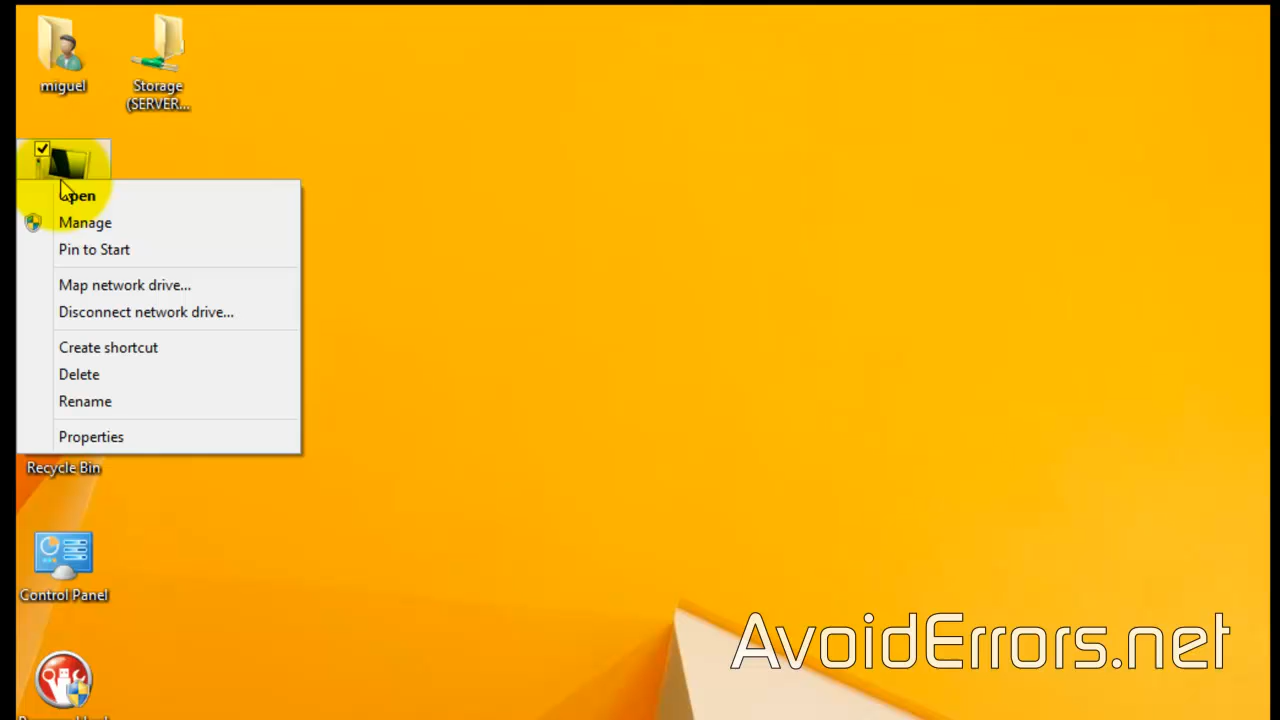 miguel
Storage
(SERVER...
Open
Manage
Pin to Start
Map network drive...
Disconnect network drive...
Create shortcut
Delete
Rename
Properties
Recycle Bin
Control Panel
AvoidErrors.net